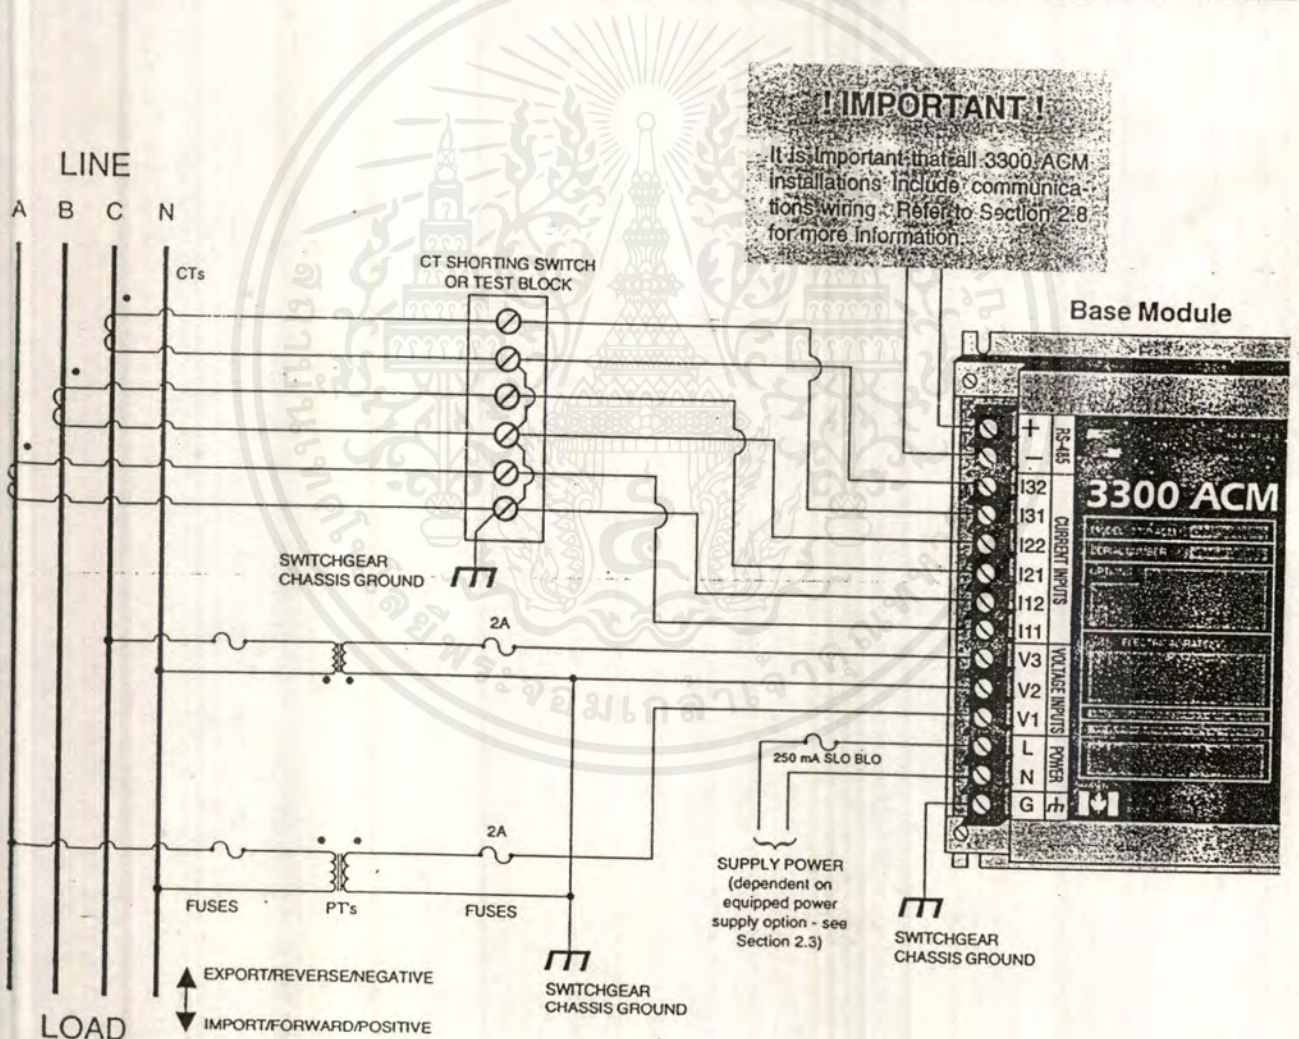 ! IMPORTANT !
It is important that all 3300 ACM
installations include communica-
tions wiring. Refer to Section 2.8
for more information.
LINE
A B C N
CTs
CT SHORTING SWITCH
OR TEST BLOCK
Base Module
+
–
RS-485
I32
I31
I22
I21
I12
I11
CURRENT INPUTS
V3
V2
V1
VOLTAGE INPUTS
L
N
G
POWER
3300 ACM
SERIAL NUMBER
SWITCHGEAR
CHASSIS GROUND
2A
250 mA SLO BLO
2A
FUSES
PT's
FUSES
SUPPLY POWER
(dependent on
equipped power
supply option - see
Section 2.3)
SWITCHGEAR
CHASSIS GROUND
SWITCHGEAR
CHASSIS GROUND
EXPORT/REVERSE/NEGATIVE
IMPORT/FORWARD/POSITIVE
LOAD